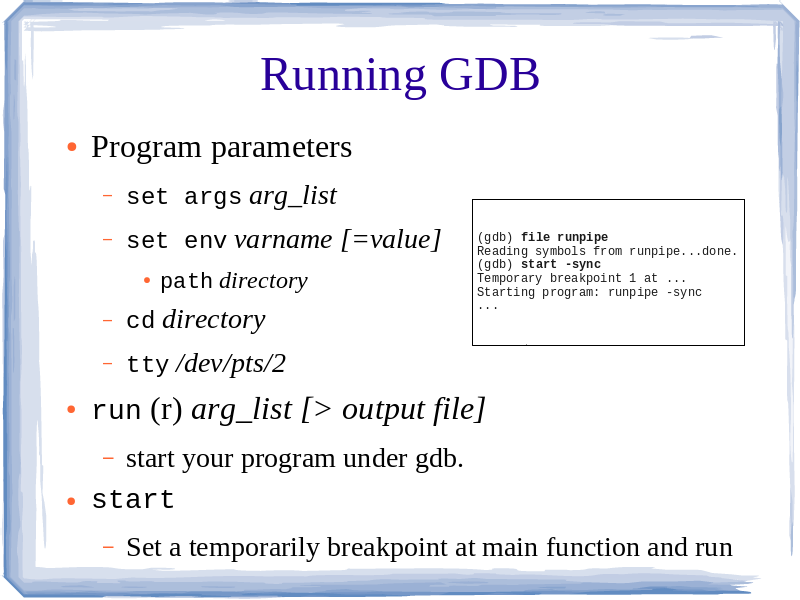 Running GDB
• Program parameters
– set args arg_list
– set env varname [=value]
• path directory
– cd directory
– tty /dev/pts/2
(gdb) file runpipe
Reading symbols from runpipe...done.
(gdb) start -sync
Temporary breakpoint 1 at ...
Starting program: runpipe -sync
...
• run (r) arg_list [> output file]
– start your program under gdb.
• start
– Set a temporarily breakpoint at main function and run